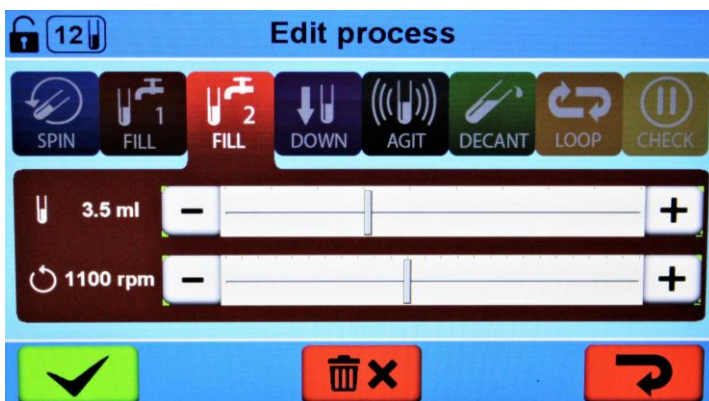 12
Edit process
SPIN
1
FILL
2
FILL
DOWN
AGIT
DECANT
LOOP
CHECK
3.5 ml
1100 rpm